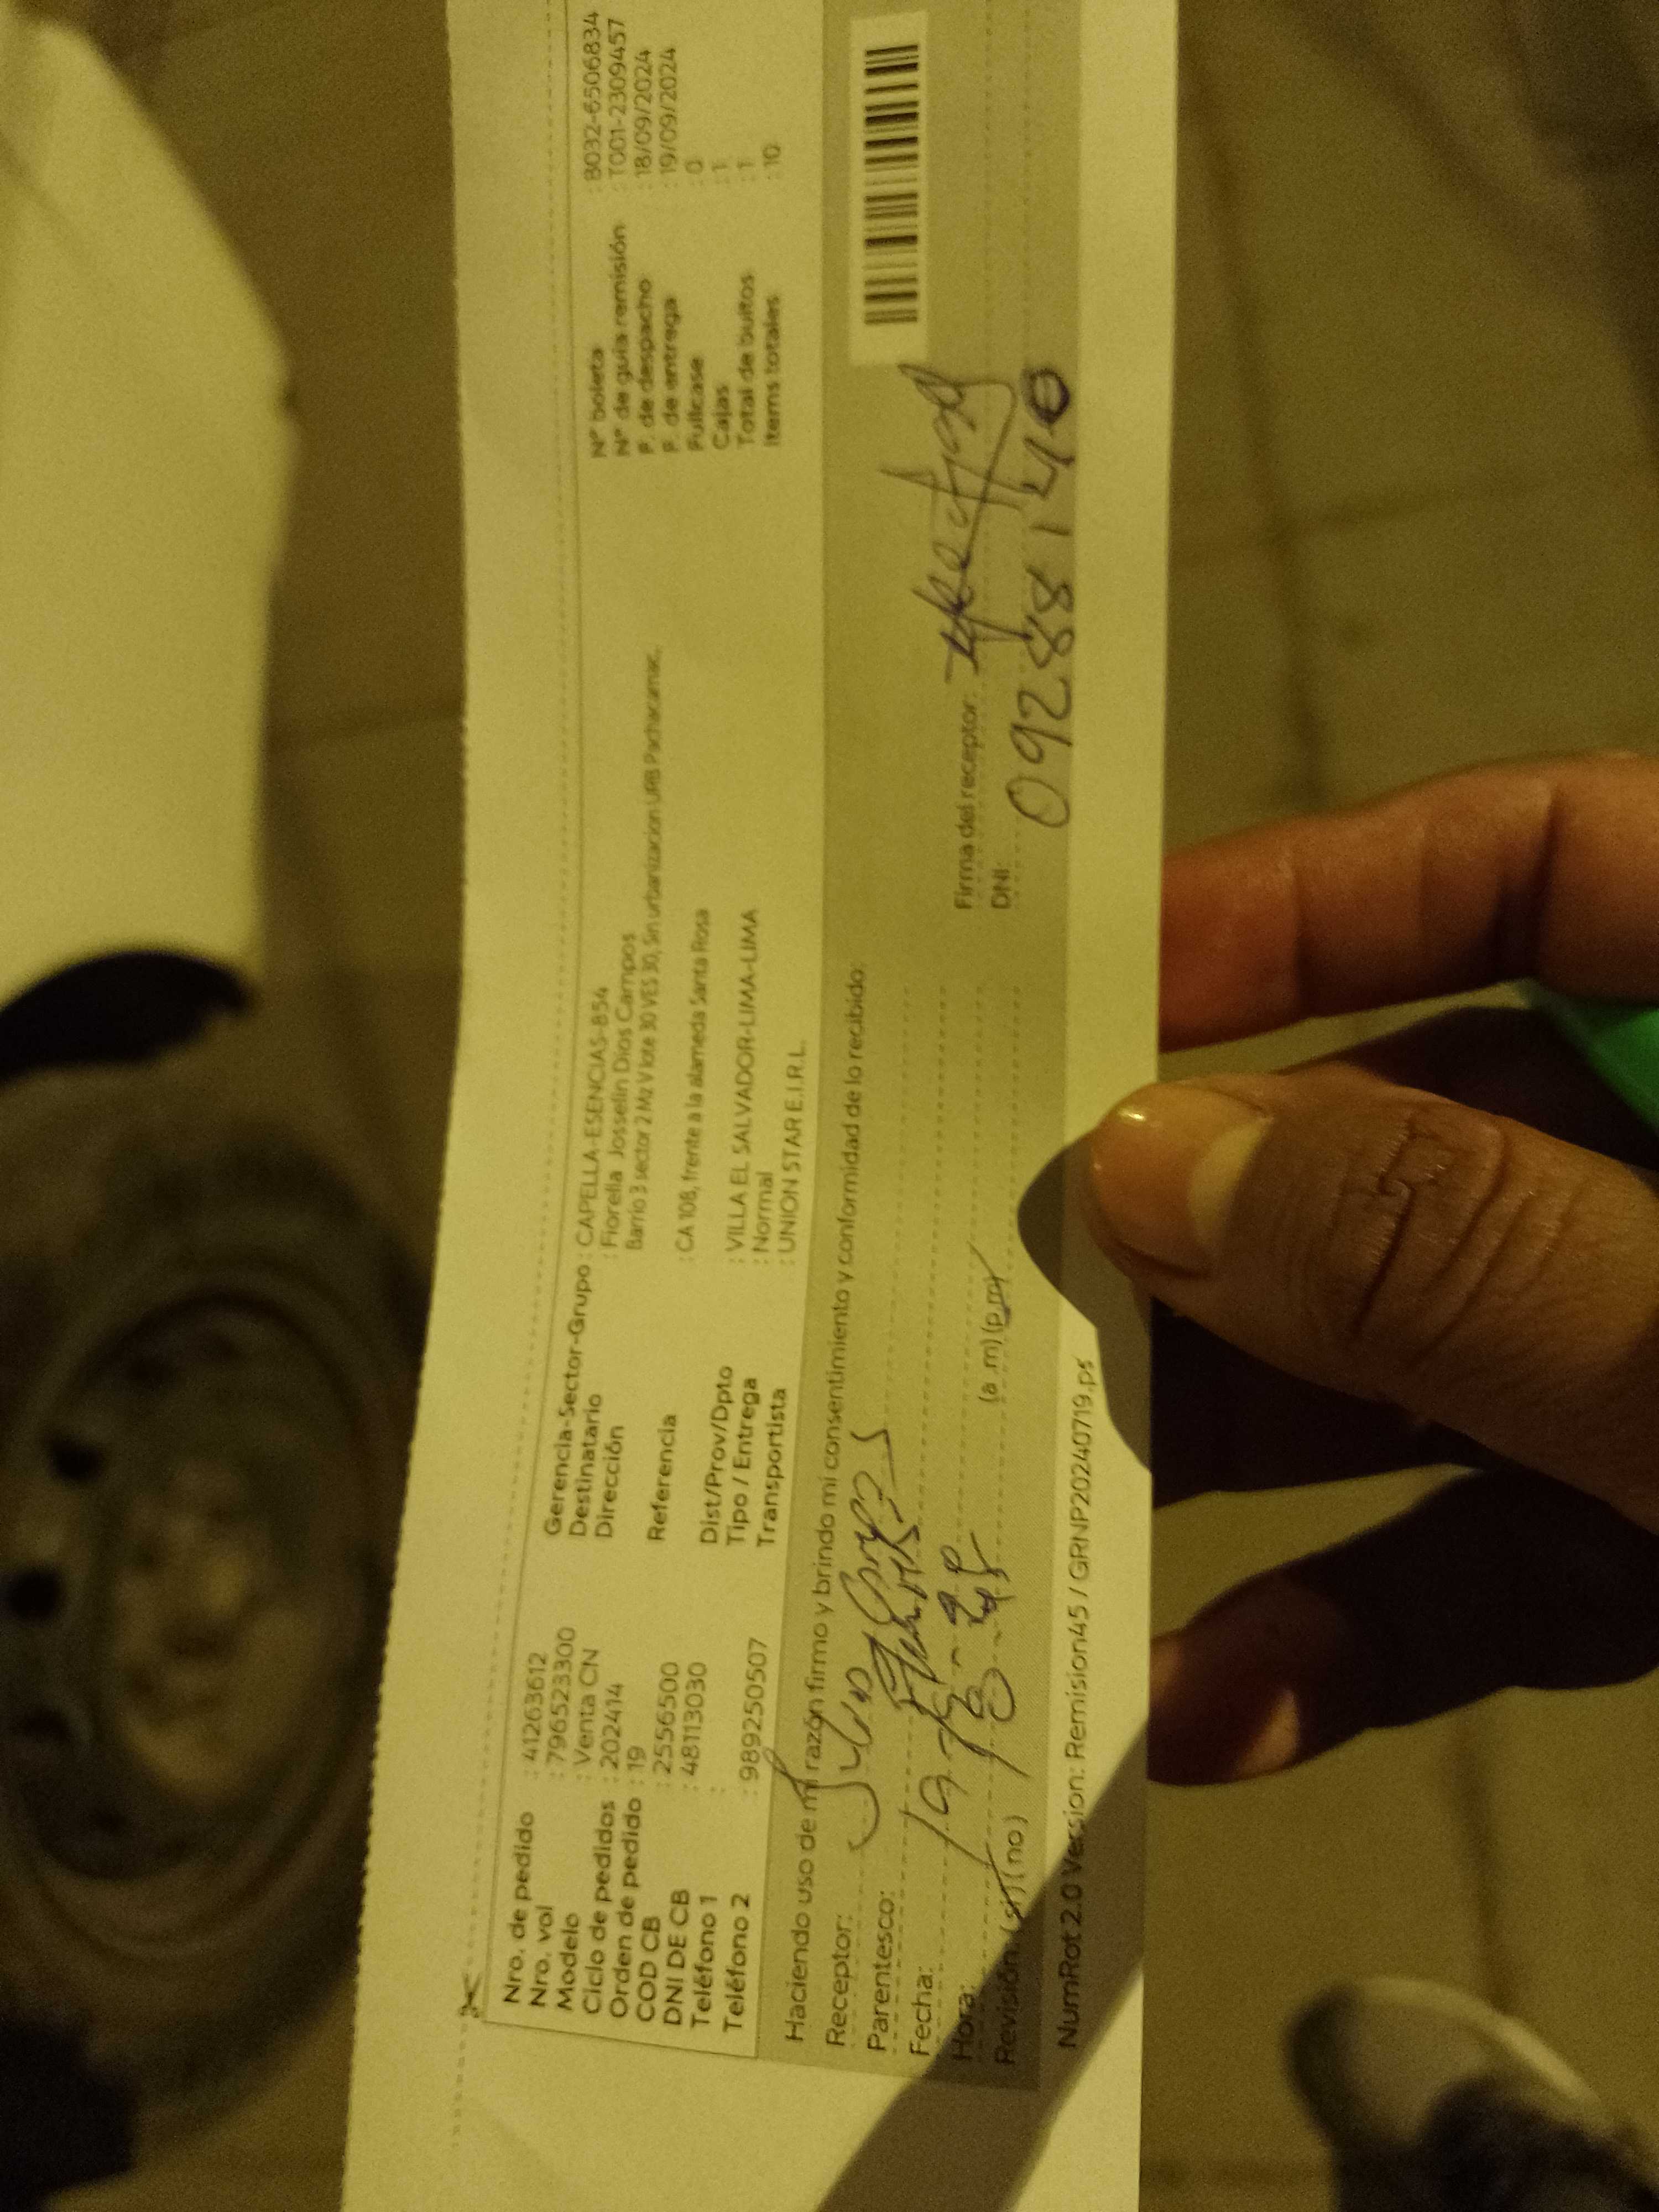 Nro. de pedido : 41263612
Nro. vol : 796523300
Modelo : Venta CN
Ciclo de pedidos : 202414
Orden de pedido : 19
COD CB : 2556500
DNI DE CB : 48113030
Teléfono 1 :
Teléfono 2 : 989250507
Gerencia-Sector-Grupo : CAPELLA-ESENCIAS-854
Destinatario : Fiorella Josselin Dios Campos
Dirección Barrio 3 sector 2 Mz V lote 30 VES 30, Sin urbanizacion URB Pachacamac,
Referencia : CA 108, frente a la alameda Santa Rosa
Dist/Prov/Dpto : VILLA EL SALVADOR-LIMA-LIMA
Tipo / Entrega : Normal
Transportista : UNION STAR E.I.R.L.
N° boleta : B032-6506834
N° de guía remisión : T001-2309457
F. de despacho : 18/09/2024
F. de entrega : 19/09/2024
Fullcase : 0
Cajas : 1
Total de bultos : 1
Items totales : 10
Haciendo uso de mi razón firmo y brindo mi consentimiento y conformidad de lo recibido:
Receptor:
Parentesco:
Fecha:
Hora: (a.m) (p.m)
Revisión: (si) (no)
Firma del receptor:
DNI: 09288140
NumRot 2.0 Version: Remision45 / GRNP20240719.ps